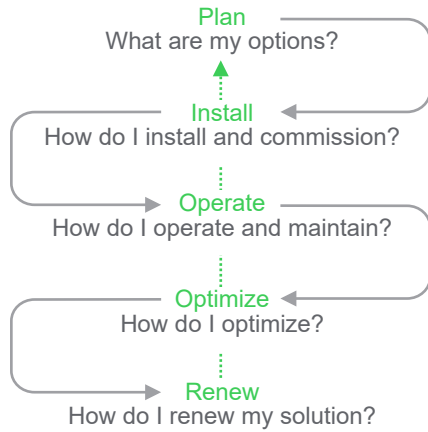 Plan
What are my options?
Install
How do I install and commission?
Operate
How do I operate and maintain?
Optimize
How do I optimize?
Renew
How do I renew my solution?